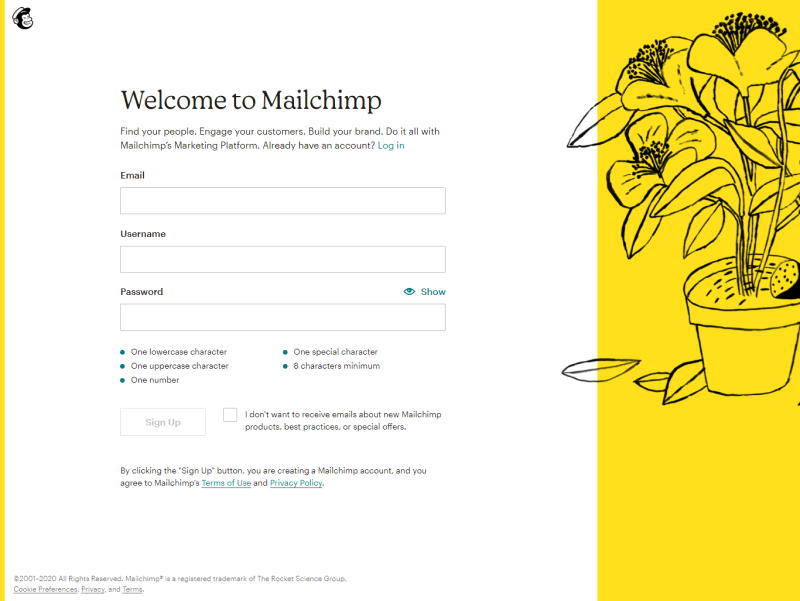 Welcome to Mailchimp
Find your people. Engage your customers. Build your brand. Do it all with
Mailchimp's Marketing Platform. Already have an account? Log in
Email
Username
Password
Show
One lowercase character
One special character
One uppercase character
8 characters minimum
One number
Sign Up
I don't want to receive emails about new Mailchimp
products, best practices, or special offers.
By clicking the "Sign Up" button, you are creating a Mailchimp account, and you
agree to Mailchimp's Terms of Use and Privacy Policy.
©2001–2020 All Rights Reserved. Mailchimp® is a registered trademark of The Rocket Science Group.
Cookie Preferences, Privacy, and Terms.